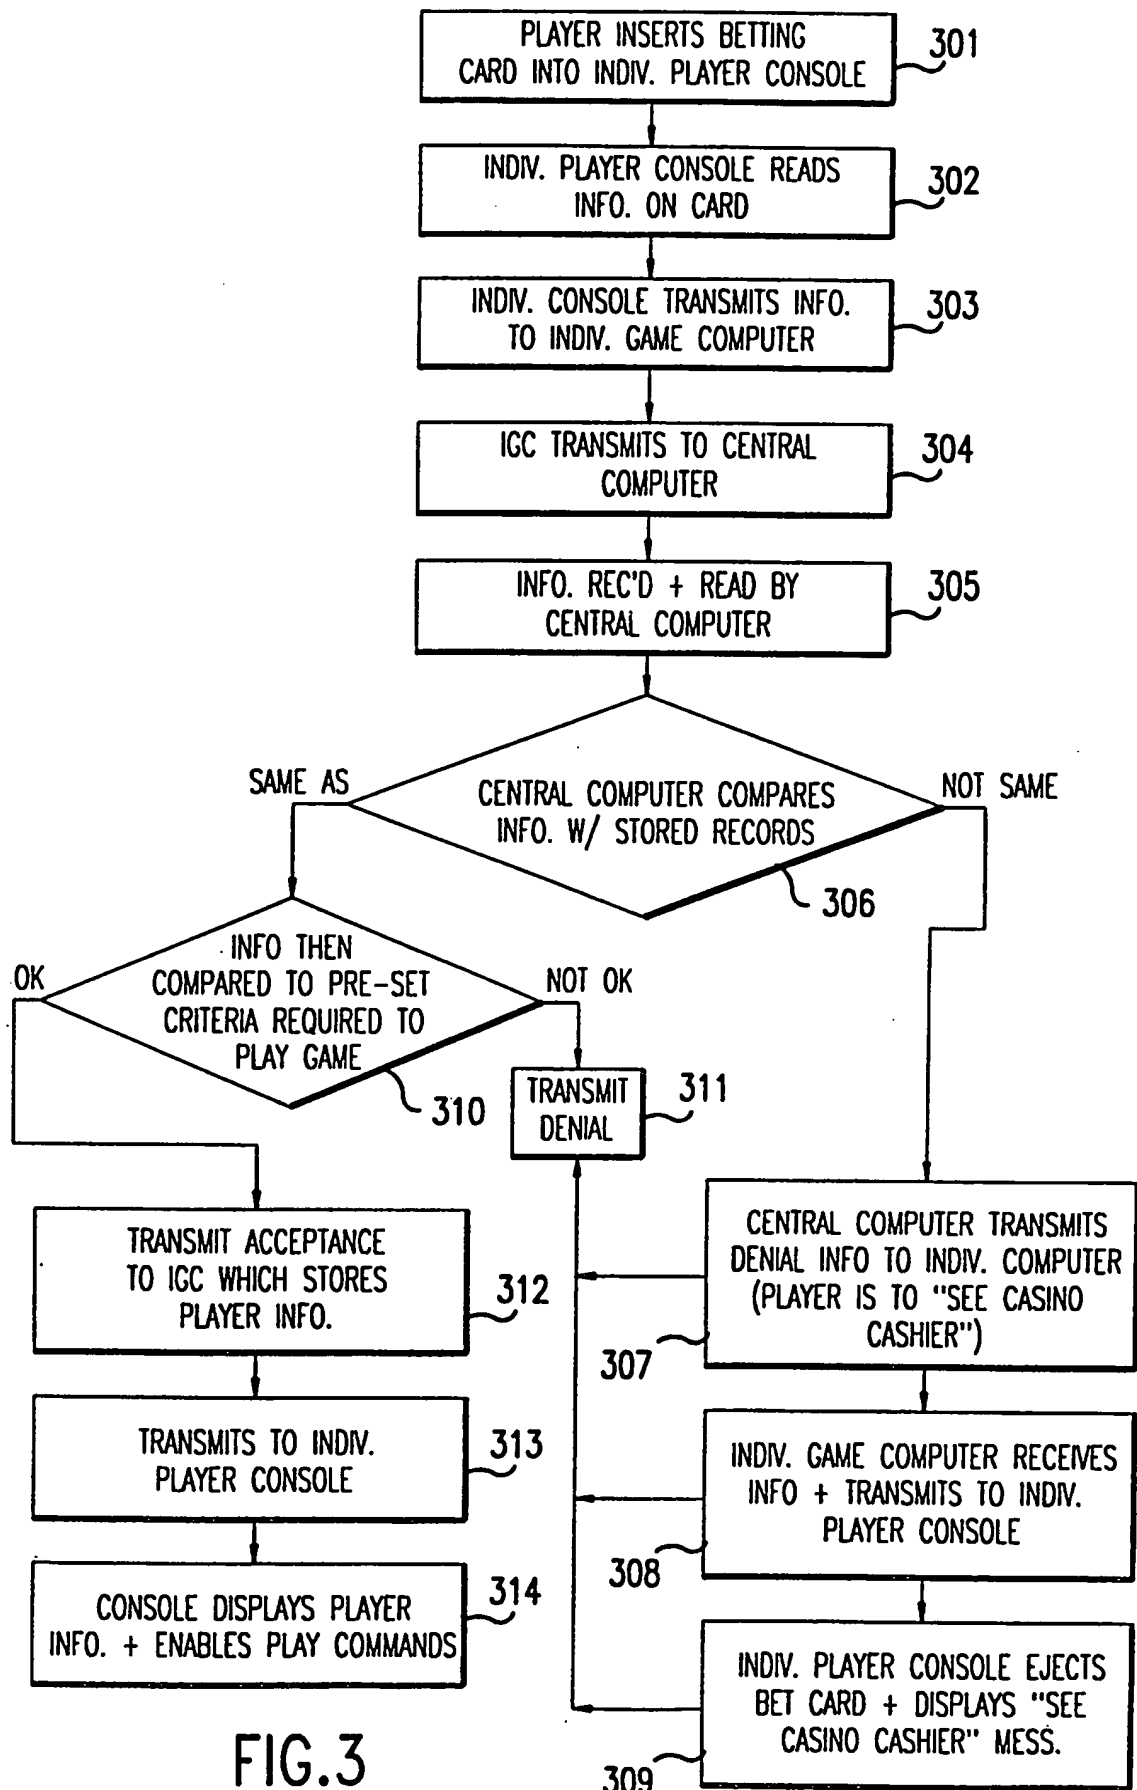 PLAYER INSERTS BETTING
CARD INTO INDIV. PLAYER CONSOLE
301
INDIV. PLAYER CONSOLE READS
INFO. ON CARD
302
INDIV. CONSOLE TRANSMITS INFO.
TO INDIV. GAME COMPUTER
303
IGC TRANSMITS TO CENTRAL
COMPUTER
304
INFO. REC'D + READ BY
CENTRAL COMPUTER
305
SAME AS
CENTRAL COMPUTER COMPARES
INFO. W/ STORED RECORDS
NOT SAME
306
OK
INFO THEN
COMPARED TO PRE-SET
CRITERIA REQUIRED TO
PLAY GAME
NOT OK
310
TRANSMIT
DENIAL
311
TRANSMIT ACCEPTANCE
TO IGC WHICH STORES
PLAYER INFO.
312
CENTRAL COMPUTER TRANSMITS
DENIAL INFO TO INDIV. COMPUTER
(PLAYER IS TO "SEE CASINO
CASHIER")
307
TRANSMITS TO INDIV.
PLAYER CONSOLE
313
INDIV. GAME COMPUTER RECEIVES
INFO + TRANSMITS TO INDIV.
PLAYER CONSOLE
308
CONSOLE DISPLAYS PLAYER
INFO. + ENABLES PLAY COMMANDS
314
INDIV. PLAYER CONSOLE EJECTS
BET CARD + DISPLAYS "SEE
CASINO CASHIER" MESS.
309
FIG.3